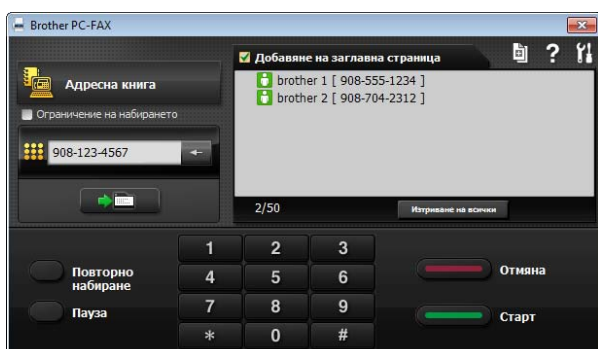 Brother PC-FAX
Адресна книга
Ограничение на набирането
908-123-4567
Добавяне на заглавна страница
?
brother 1 [ 908-555-1234 ]
brother 2 [ 908-704-2312 ]
2/50
Изтриване на всички
Повторно
набиране
Пауза
1 2 3
4 5 6
7 8 9
* 0 #
Отмяна
Старт